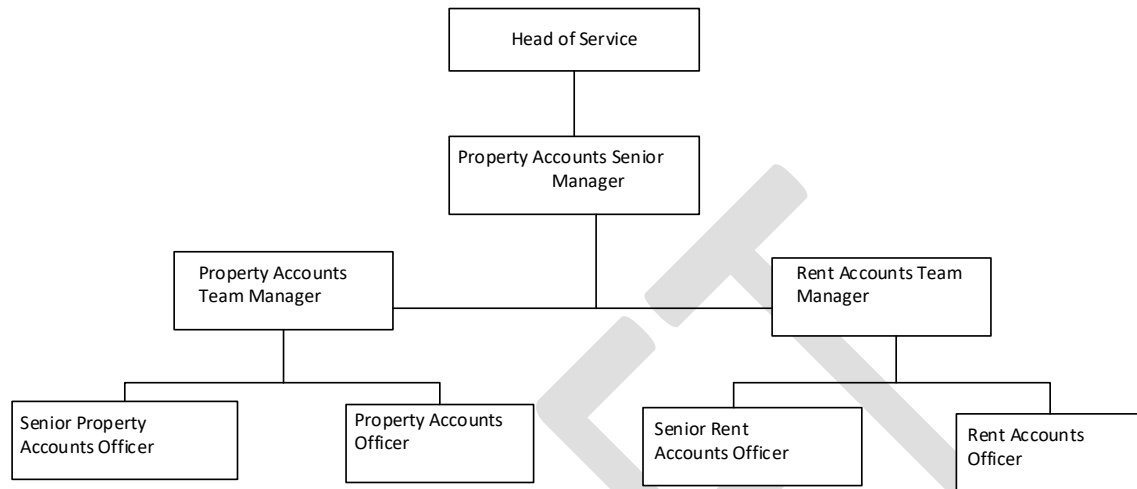 Head of Service
Property Accounts Senior
Manager
Property Accounts
Team Manager
Rent Accounts Team
Manager
Senior Property
Accounts Officer
Property Accounts
Officer
Senior Rent
Accounts Officer
Rent Accounts
Officer